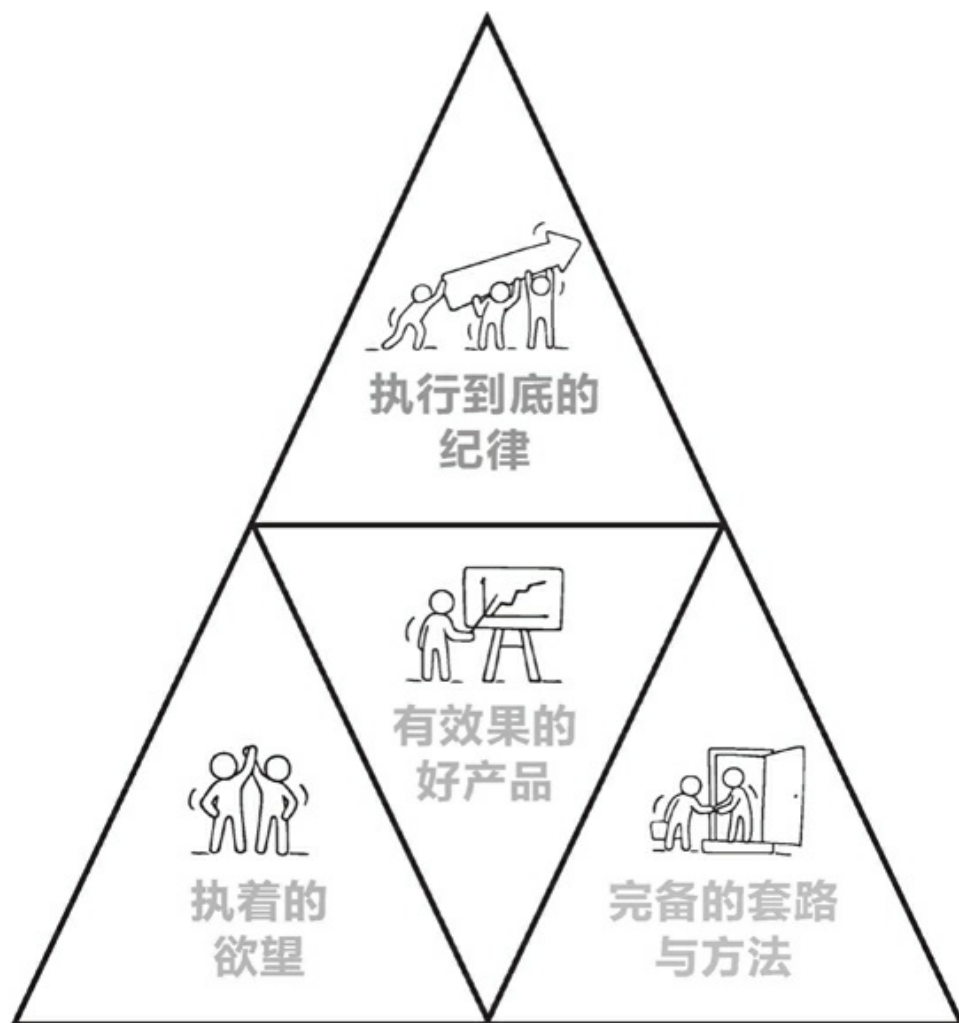 执行到底的
纪律
有效果的
好产品
执着的
欲望
完备的套路
与方法